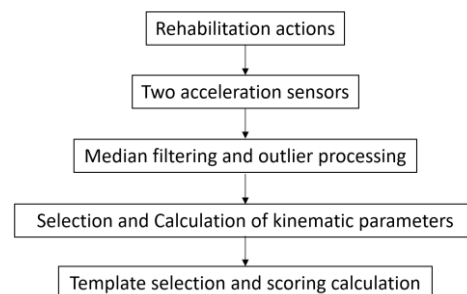 Rehabilitation actions
Two acceleration sensors
Median filtering and outlier processing
Selection and Calculation of kinematic parameters
Template selection and scoring calculation